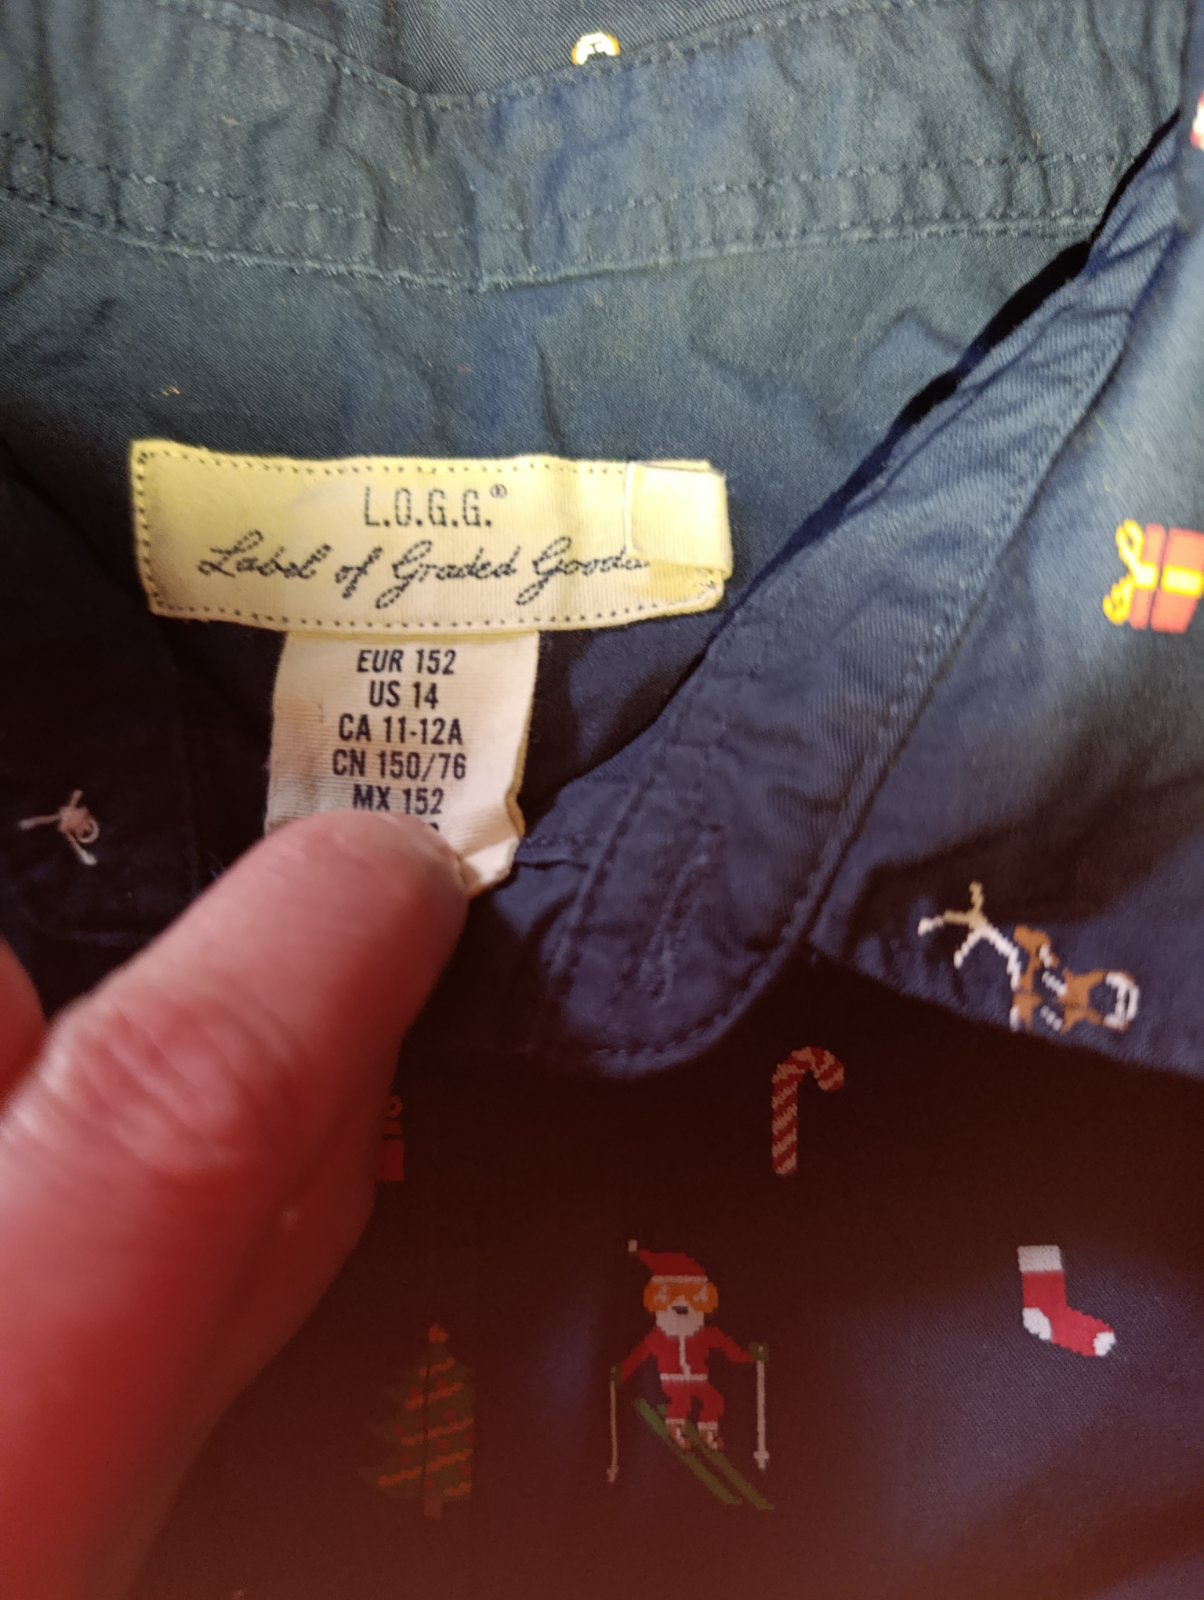 L.O.G.G.®
Label of Graded Goods
EUR 152
US 14
CA 11-12A
CN 150/76
MX 152